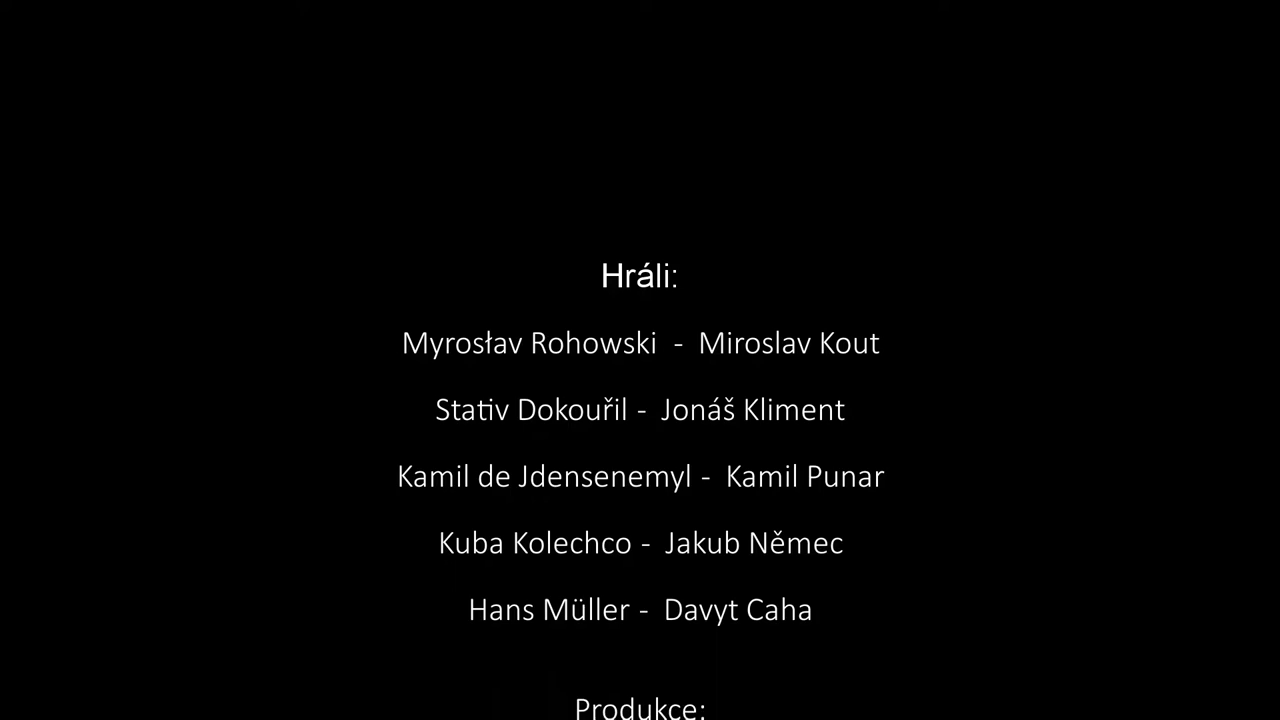 Hráli:
Myrosłav Rohowski - Miroslav Kout
Stativ Dokouřil - Jonáš Kliment
Kamil de Jdensenemyl - Kamil Punar
Kuba Kolechco - Jakub Němec
Hans Müller - Davyt Caha
Produkce: